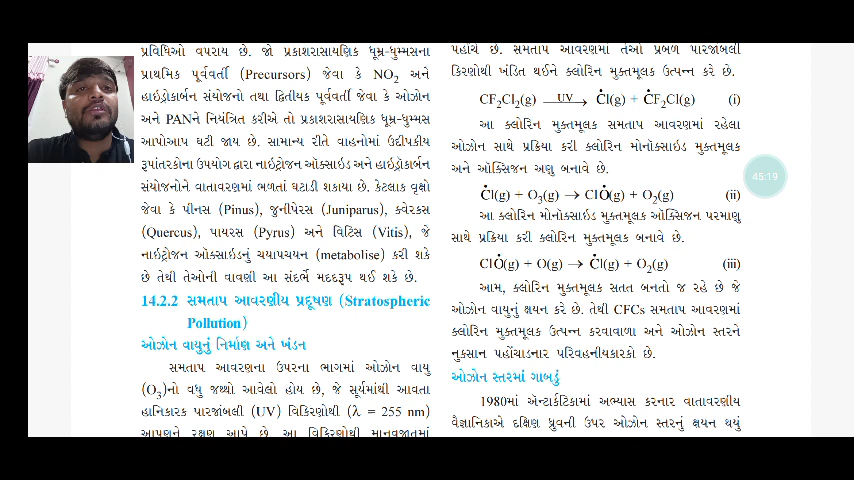 પ્રવિધિઓ વપરાય છે. જો પ્રકાશરાસાયણિક ધૂમ્ર-ધુમ્મસના
પ્રાથમિક પૂર્વવર્તી (Precursors) જેવા કે NO₂ અને
હાઇડ્રોકાર્બન સંયોજનો તથા દ્વિતીયક પૂર્વવર્તી જેવા કે ઓઝોન
અને PANને નિયંત્રિત કરીએ તો પ્રકાશરાસાયણિક ધૂમ્ર-ધુમ્મસ
આપોઆપ ઘટી જાય છે. સામાન્ય રીતે વાહનોમાં ઉદ્દીપકીય
રૂપાંતરકોના ઉપયોગ દ્વારા નાઇટ્રોજન ઑક્સાઇડ અને હાઇડ્રૉકાર્બન
સંયોજનોને વાતાવરણમાં ભળતાં ઘટાડી શકાયા છે. કેટલાક વૃક્ષો
જેવા કે પીનસ (Pinus), જુનીપેરસ (Juniparus), ક્વેરકસ
(Quercus), પાયરસ (Pyrus) અને વિટિસ (Vitis), જે
નાઇટ્રોજન ઑક્સાઇડનું ચયાપચયન (metabolise) કરી શકે
છે તેથી તેઓની વાવણી આ સંદર્ભે મદદરૂપ થઈ શકે છે.
14.2.2 સમતાપ આવરણીય પ્રદૂષણ (Stratospheric
Pollution)
ઓઝોન વાયુનું નિર્માણ અને ખંડન
સમતાપ આવરણના ઉપરના ભાગમાં ઓઝોન વાયુ
(O₃)નો વધુ જથ્થો આવેલો હોય છે, જે સૂર્યમાંથી આવતા
હાનિકારક પારજાંબલી (UV) વિકિરણોથી (λ = 255 nm)
આપણને રક્ષણ આપે છે. આ વિકિરણોથી માનવજાતમાં
પહોંચે છે. સમતાપ આવરણમાં તેઓ પ્રબળ પારજાંબલી
કિરણોથી ખંડિત થઈને ક્લોરિન મુક્તમૂલક ઉત્પન્ન કરે છે.
CF₂Cl₂(g) —UV→ Ċl(g) + ĊF₂Cl(g) (i)
આ ક્લોરિન મુક્તમૂલક સમતાપ આવરણમાં રહેલા
ઓઝોન સાથે પ્રક્રિયા કરી ક્લોરિન મોનૉક્સાઇડ મુક્તમૂલક
અને ઑક્સિજન અણુ બનાવે છે.
Ċl(g) + O₃(g) → ClȮ(g) + O₂(g) (ii)
આ ક્લોરિન મોનૉક્સાઇડ મુક્તમૂલક ઑક્સિજન પરમાણુ
સાથે પ્રક્રિયા કરી ક્લોરિન મુક્તમૂલક બનાવે છે.
ClȮ(g) + O(g) → Ċl(g) + O₂(g) (iii)
આમ, ક્લોરિન મુક્તમૂલક સતત બનતો જ રહે છે જે
ઓઝોન વાયુનું ક્ષયન કરે છે. તેથી CFCs સમતાપ આવરણમાં
ક્લોરિન મુક્તમૂલક ઉત્પન્ન કરવાવાળા અને ઓઝોન સ્તરને
નુક્સાન પહોંચાડનાર પરિવહનીયકારકો છે.
ઓઝોન સ્તરમાં ગાબડું
1980માં ઍન્ટાર્કટિકામાં અભ્યાસ કરનાર વાતાવરણીય
વૈજ્ઞાનિકાએ દક્ષિણ ધ્રુવની ઉપર ઓઝોન સ્તરનું ક્ષયન થયું
45:19